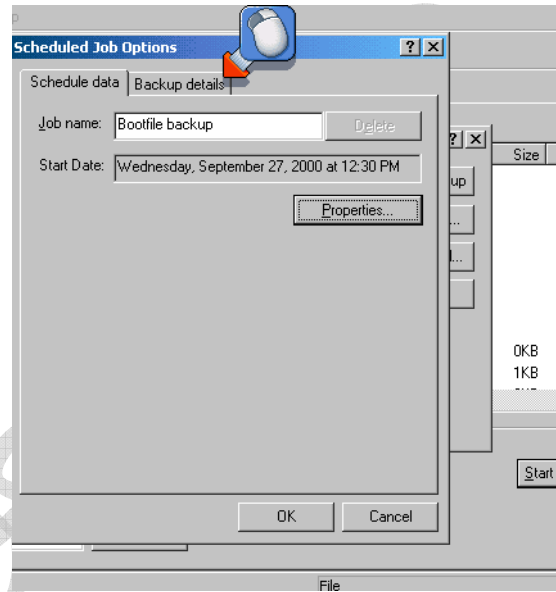 Scheduled Job Options
Schedule data Backup details
Job name: Bootfile backup Delete
Start Date: Wednesday, September 27, 2000 at 12:30 PM
Properties...
OK Cancel
Size
up
...
...
0KB
1KB
Start
File